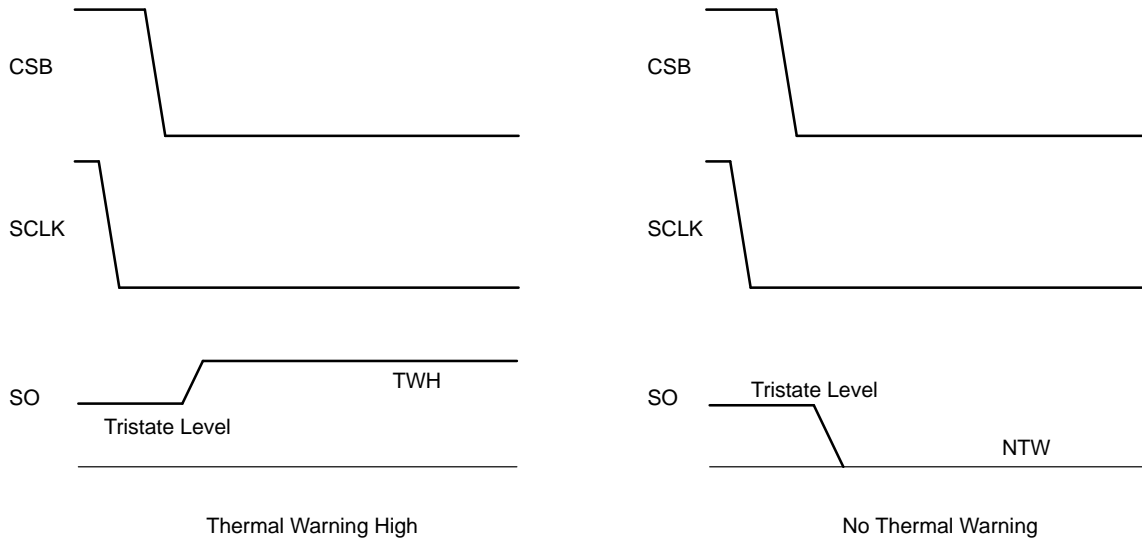 CSB
SCLK
SO
TWH
Tristate Level
Thermal Warning High
CSB
SCLK
SO
Tristate Level
NTW
No Thermal Warning